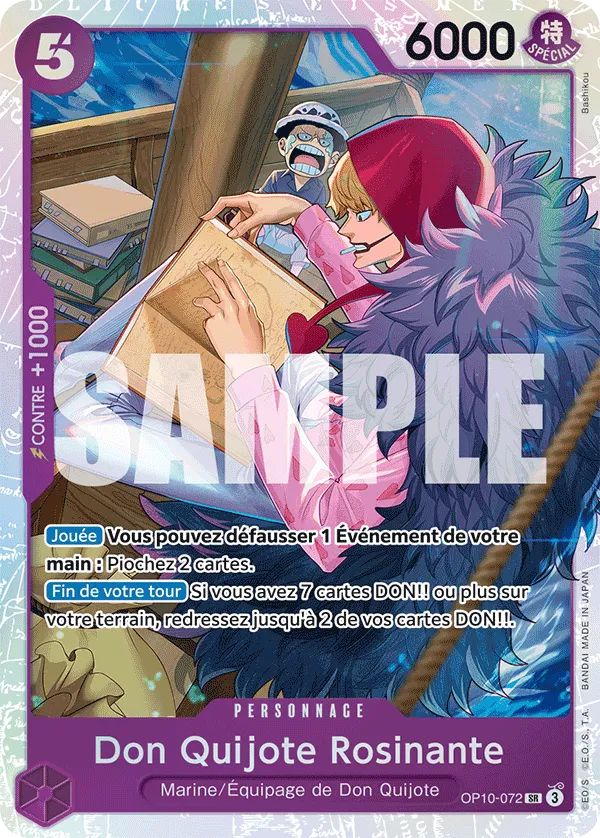 5
6000
特
SPÉCIAL
Bashikou
CONTRE +1000
SAMPLE
Jouée Vous pouvez défausser 1 Événement de votre
main : Piochez 2 cartes.
Fin de votre tour Si vous avez 7 cartes DON!! ou plus sur
votre terrain, redressez jusqu'à 2 de vos cartes DON!!.
PERSONNAGE
Don Quijote Rosinante
Marine/Équipage de Don Quijote
OP10-072 SR 3
©E.O./S, T.A. BANDAI MADE IN JAPAN